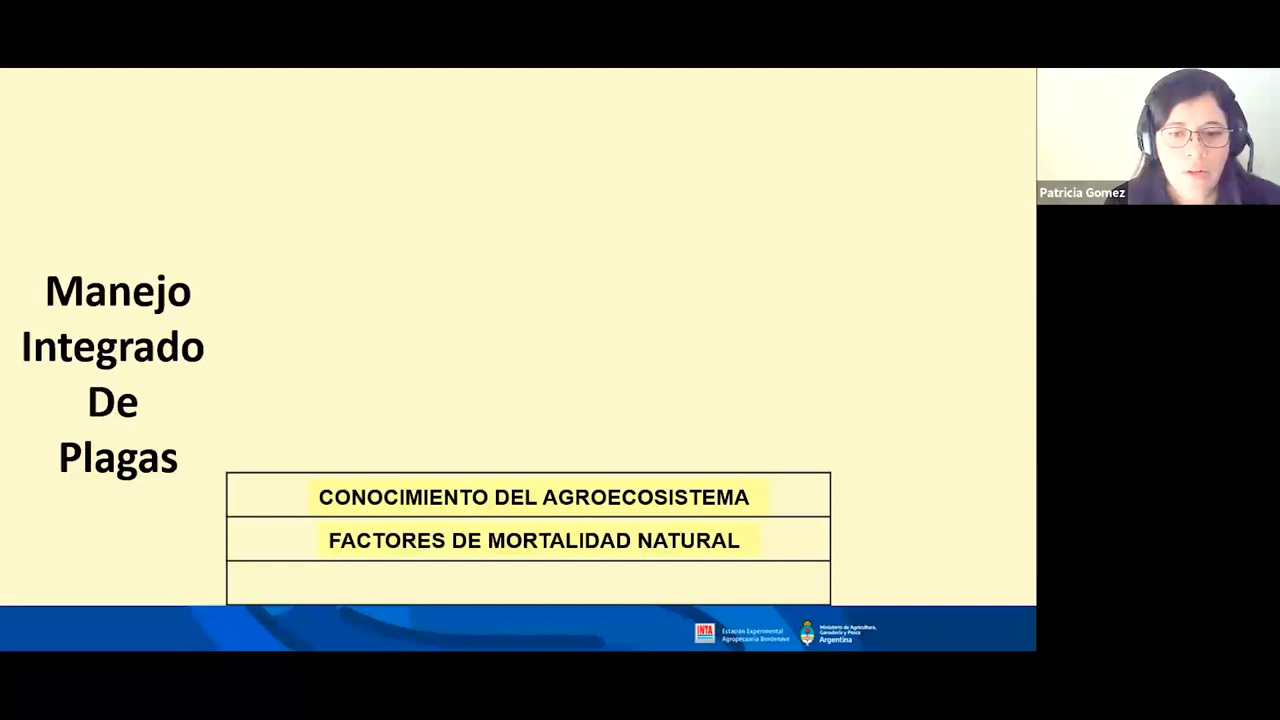 Manejo
Integrado
De
Plagas
CONOCIMIENTO DEL AGROECOSISTEMA
FACTORES DE MORTALIDAD NATURAL
Patricia Gomez
INTA
Estación Experimental
Agropecuaria Bordenave
Ministerio de Agricultura,
Ganadería y Pesca
Argentina